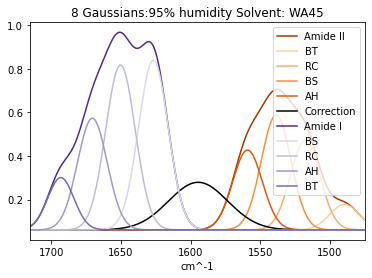 8 Gaussians:95% humidity Solvent: WA45
1.0
0.8
0.6
0.4
0.2
Amide II
BT
RC
BS
AH
Correction
Amide I
BS
RC
AH
BT
1700
1650
1600
1550
1500
cm^-1